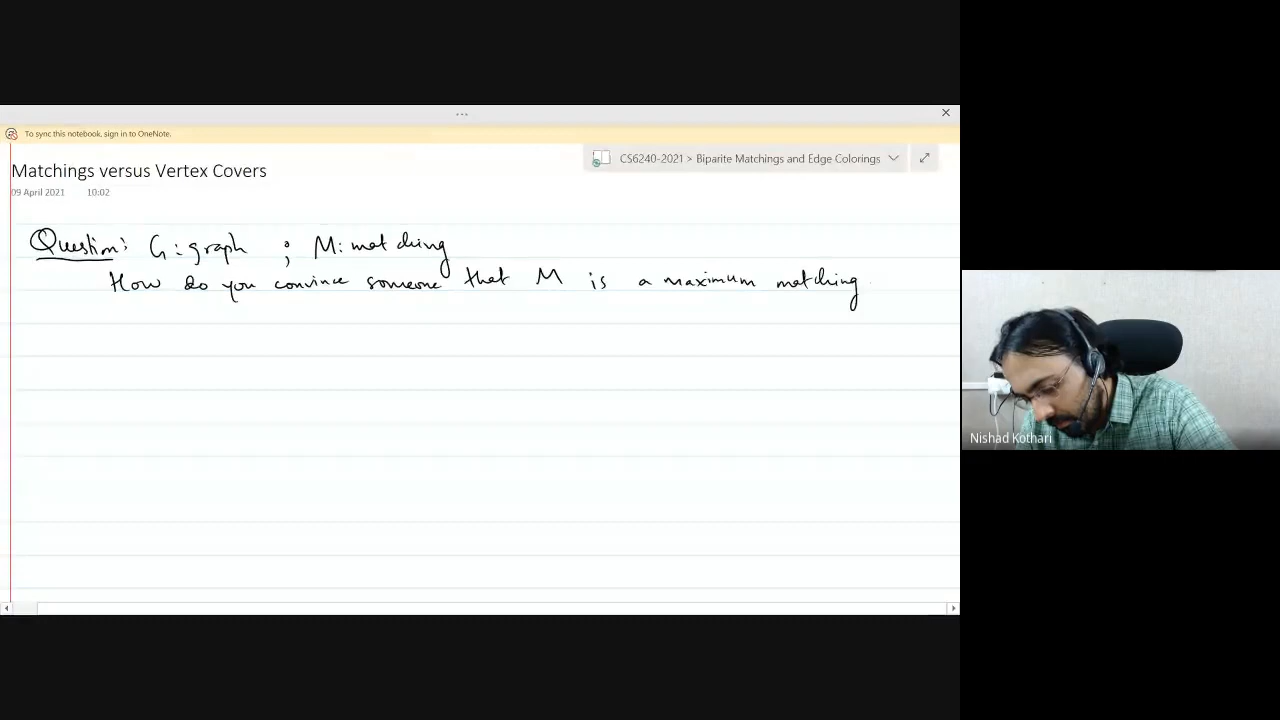 To sync this notebook, sign in to OneNote.
CS6240-2021 > Biparite Matchings and Edge Colorings
Matchings versus Vertex Covers
09 April 2021 10:02
Question: G: graph ; M: matching
How do you convince someone that M is a maximum matching
Nishad Kothari